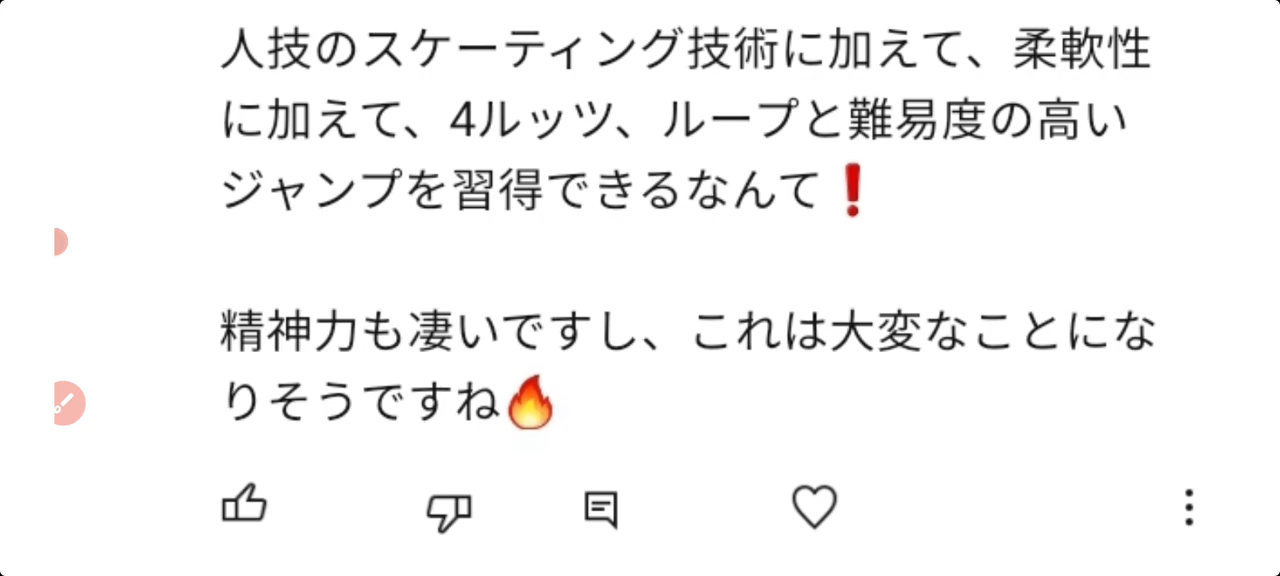 人技のスケーティング技術に加えて、柔軟性
に加えて、4ルッツ、ループと難易度の高い
ジャンプを習得できるなんて❗
精神力も凄いですし、これは大変なことにな
りそうですね🔥